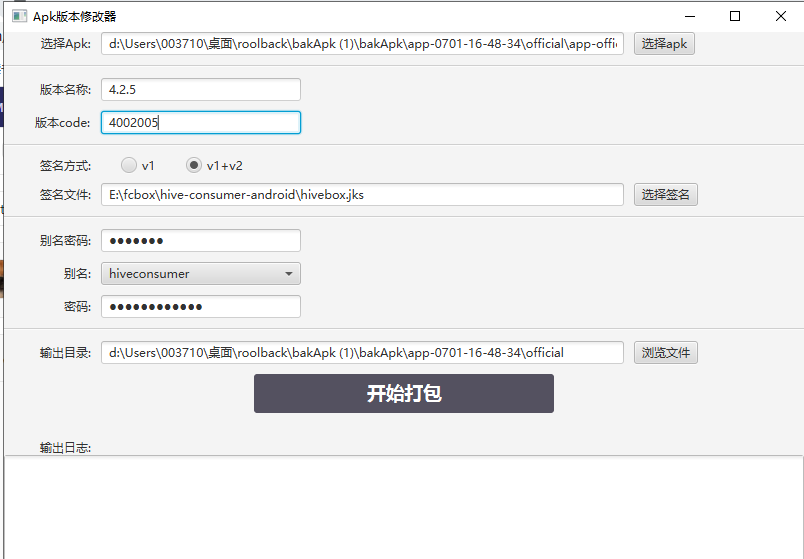 Apk版本修改器
选择Apk: d:\Users\003710\桌面\roolback\bakApk (1)\bakApk\app-0701-16-48-34\official\app-offi 选择apk
版本名称: 4.2.5
版本code: 4002005
签名方式: v1 v1+v2
签名文件: E:\fcbox\hive-consumer-android\hivebox.jks 选择签名
别名密码: ●●●●●●●
别名: hiveconsumer
密码: ●●●●●●●●●●●●
输出目录: d:\Users\003710\桌面\roolback\bakApk (1)\bakApk\app-0701-16-48-34\official 浏览文件
开始打包
输出日志: